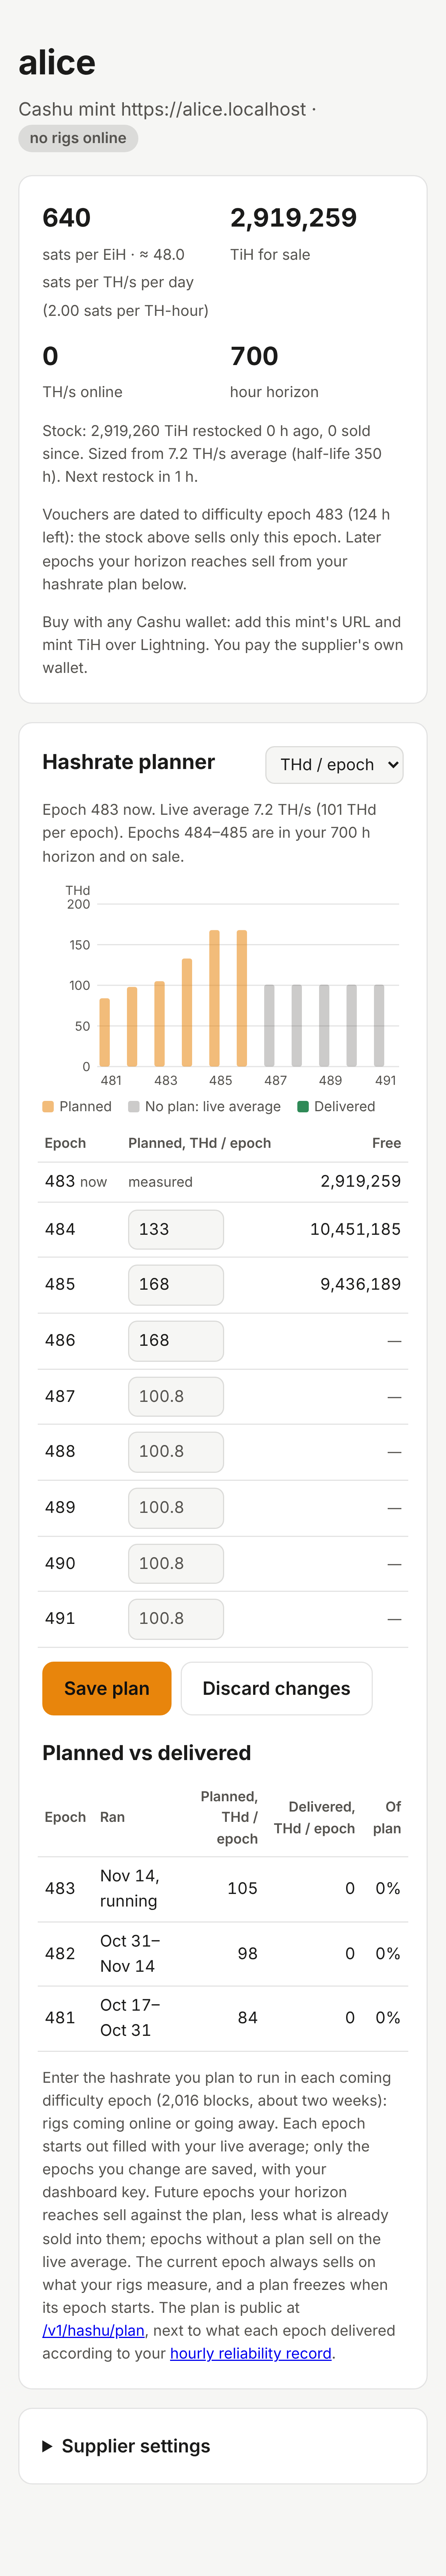 alice
Cashu mint https://alice.localhost ·
no rigs online
640
sats per EiH · ≈ 48.0
sats per TH/s per day
(2.00 sats per TH-hour)
2,919,259
TiH for sale
0
TH/s online
700
hour horizon
Stock: 2,919,260 TiH restocked 0 h ago, 0 sold
since. Sized from 7.2 TH/s average (half-life 350
h). Next restock in 1 h.
Vouchers are dated to difficulty epoch 483 (124 h
left): the stock above sells only this epoch. Later
epochs your horizon reaches sell from your
hashrate plan below.
Buy with any Cashu wallet: add this mint's URL and
mint TiH over Lightning. You pay the supplier's own
wallet.
Hashrate planner
THd / epoch
Epoch 483 now. Live average 7.2 TH/s (101 THd
per epoch). Epochs 484–485 are in your 700 h
horizon and on sale.
THd
200
150
100
50
0
481 483 485 487 489 491
Planned No plan: live average Delivered
Epoch Planned, THd / epoch Free
483 now measured 2,919,259
484 133 10,451,185
485 168 9,436,189
486 168 —
487 100.8 —
488 100.8 —
489 100.8 —
490 100.8 —
491 100.8 —
Save plan Discard changes
Planned vs delivered
Epoch Ran Planned, THd / epoch Delivered, THd / epoch Of plan
483 Nov 14, running 105 0 0%
482 Oct 31– Nov 14 98 0 0%
481 Oct 17– Oct 31 84 0 0%
Enter the hashrate you plan to run in each coming
difficulty epoch (2,016 blocks, about two weeks):
rigs coming online or going away. Each epoch
starts out filled with your live average; only the
epochs you change are saved, with your
dashboard key. Future epochs your horizon
reaches sell against the plan, less what is already
sold into them; epochs without a plan sell on the
live average. The current epoch always sells on
what your rigs measure, and a plan freezes when
its epoch starts. The plan is public at
/v1/hashu/plan, next to what each epoch delivered
according to your hourly reliability record.
Supplier settings